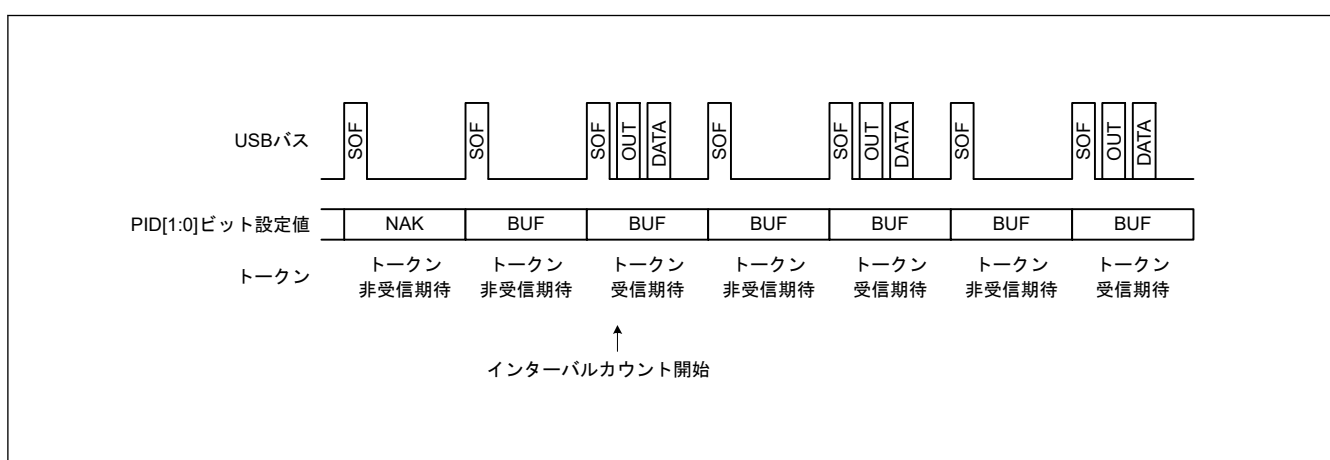 USBバス SOF SOF SOF OUT DATA SOF SOF OUT DATA SOF SOF OUT DATA
PID[1:0]ビット設定値 NAK BUF BUF BUF BUF BUF BUF
トークン
トークン
非受信期待
トークン
非受信期待
トークン
受信期待
トークン
非受信期待
トークン
受信期待
トークン
非受信期待
トークン
受信期待
インターバルカウント開始